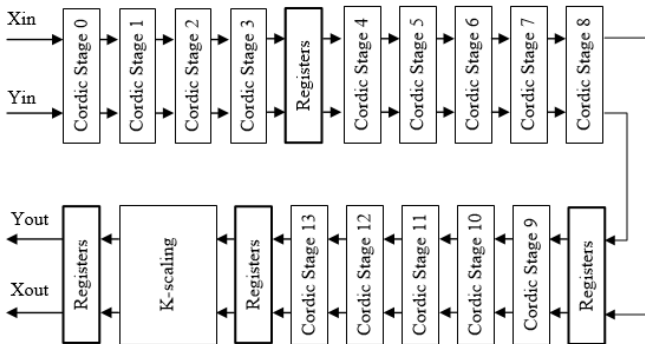 Xin
Yin
Cordic Stage 0
Cordic Stage 1
Cordic Stage 2
Cordic Stage 3
Registers
Cordic Stage 4
Cordic Stage 5
Cordic Stage 6
Cordic Stage 7
Cordic Stage 8
Yout
Xout
Registers
K-scaling
Registers
Cordic Stage 13
Cordic Stage 12
Cordic Stage 11
Cordic Stage 10
Cordic Stage 9
Registers